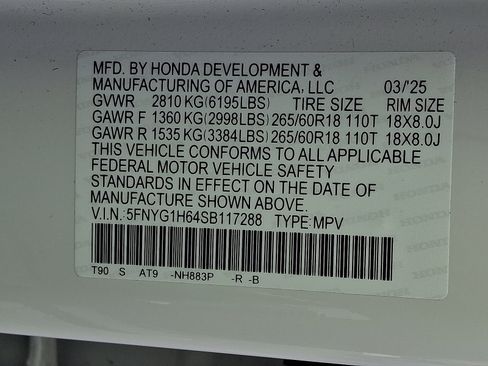 MFD. BY HONDA DEVELOPMENT &
MANUFACTURING OF AMERICA, LLC 03/'25
GVWR 2810 KG(6195LBS) TIRE SIZE RIM SIZE
GAWR F 1360 KG(2998LBS) 265/60R18 110T 18X8.0J
GAWR R 1535 KG(3384LBS) 265/60R18 110T 18X8.0J
THIS VEHICLE CONFORMS TO ALL APPLICABLE
FEDERAL MOTOR VEHICLE SAFETY
STANDARDS IN EFFECT ON THE DATE OF
MANUFACTURE SHOWN ABOVE.
V.I.N.:5FNYG1H64SB117288 TYPE:MPV
T90 S AT9 -NH883P -R -B